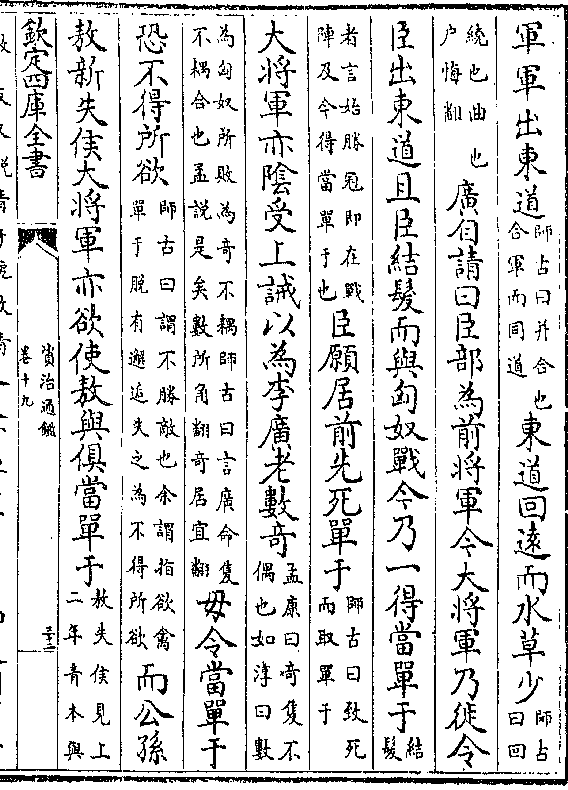 軍軍出東道師古曰并合也合軍而同道東道回遠而水草少師古曰回
繞也曲也户悔翻廣自請曰臣部為前將軍今大將軍乃徙令
臣出東道且臣結髮而與匈奴戰今乃一得當單于結髮
者言始勝冠即在戰陣及今得當單于也臣願居前先死單于師古曰致死而取單于
大將軍亦陰受上誡以為李廣老數奇孟康曰奇隻不偶也如淳曰數
為匈奴所敗為奇不耦師古曰言廣命隻不耦合也孟說是矣數所角翻奇居宜翻毋令當單于
恐不得所欲師古曰謂不勝敵也余謂指欲禽單于脫有邂逅失之為不得所欲而公孫
敖新失侯大將軍亦欲使敖與俱當單于敖失侯見上二年青本與
欽定四庫全書
資治通鑑
卷十九